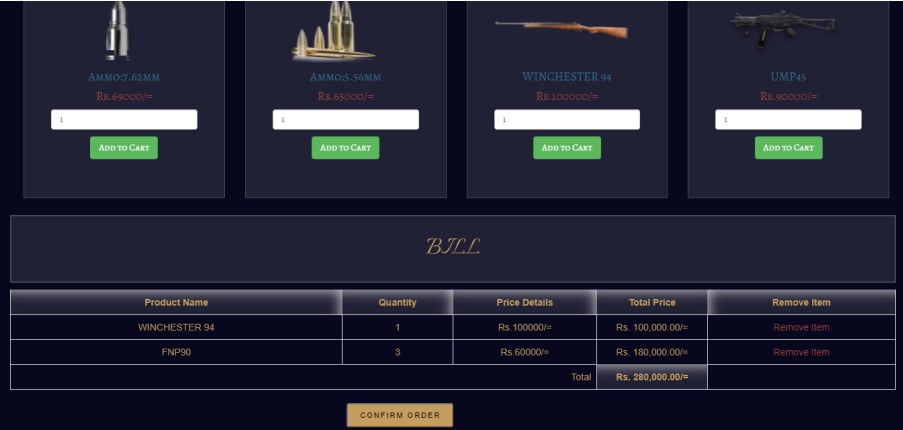 Ammo:7.62mm Ammo:5.56mm WINCHESTER 94 UMP45
Rs.69000/= Rs.65000/= Rs.100000/= Rs.90000/=
1 1 1 1
Add to Cart Add to Cart Add to Cart Add to Cart
BILL
Product Name Quantity Price Details Total Price Remove Item
WINCHESTER 94 1 Rs.100000/= Rs. 100,000.00/= Remove Item
FNP90 3 Rs.60000/= Rs. 180,000.00/= Remove Item
Total Rs. 280,000.00/=
CONFIRM ORDER